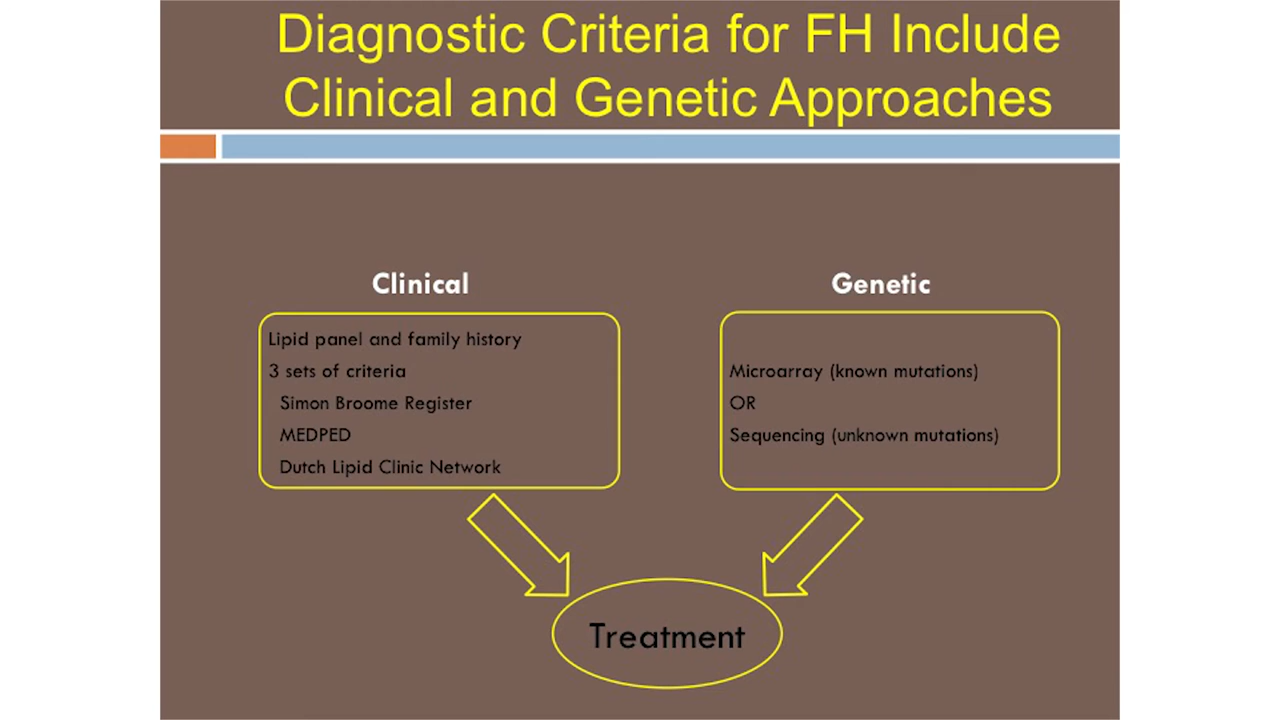 Diagnostic Criteria for FH Include
Clinical and Genetic Approaches
Clinical
Lipid panel and family history
3 sets of criteria
Simon Broome Register
MEDPED
Dutch Lipid Clinic Network
Genetic
Microarray (known mutations)
OR
Sequencing (unknown mutations)
Treatment